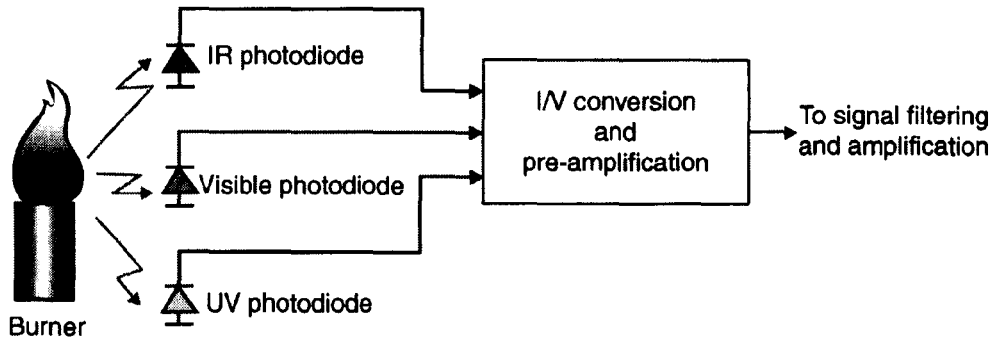 IR photodiode
I/V conversion
and
pre-amplification
To signal filtering
and amplification
Visible photodiode
UV photodiode
Burner